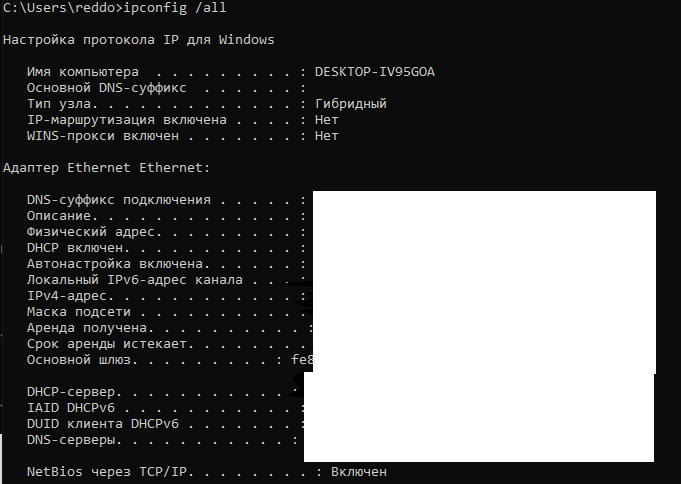 C:\Users\reddo>ipconfig /all
Настройка протокола IP для Windows
Имя компьютера . . . . . . . . . : DESKTOP-IV95GOA
Основной DNS-суффикс . . . . . . :
Тип узла. . . . . . . . . . . . . : Гибридный
IP-маршрутизация включена . . . . : Нет
WINS-прокси включен . . . . . . . : Нет
Адаптер Ethernet Ethernet:
DNS-суффикс подключения . . . . . :
Описание. . . . . . . . . . . . . :
Физический адрес. . . . . . . . . :
DHCP включен. . . . . . . . . . . :
Автонастройка включена. . . . . . :
Локальный IPv6-адрес канала . . .
IPv4-адрес. . . . . . . . . . . . :
Маска подсети . . . . . . . . . . :
Аренда получена. . . . . . . . . . :
Срок аренды истекает. . . . . . . . . . :
Основной шлюз. . . . . . . . . : fe8
DHCP-сервер. . . . . . . . . . . :
IAID DHCPv6 . . . . . . . . . . . :
DUID клиента DHCPv6 . . . . . . . :
DNS-серверы. . . . . . . . . . . :
NetBios через TCP/IP. . . . . . . . : Включен